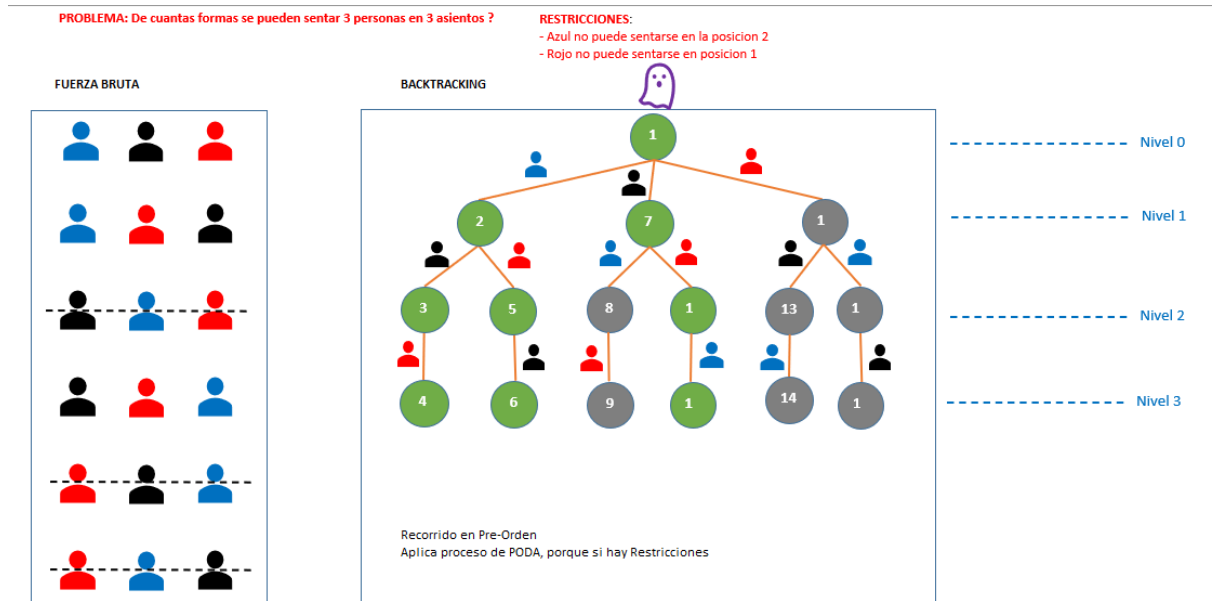 PROBLEMA: De cuantas formas se pueden sentar 3 personas en 3 asientos ?
RESTRICCIONES:
- Azul no puede sentarse en la posicion 2
- Rojo no puede sentarse en posicion 1
FUERZA BRUTA
BACKTRACKING
1
Nivel 0
2
7
1
Nivel 1
3
5
8
1
13
1
Nivel 2
4
6
9
1
14
1
Nivel 3
Recorrido en Pre-Orden
Aplica proceso de PODA, porque si hay Restricciones